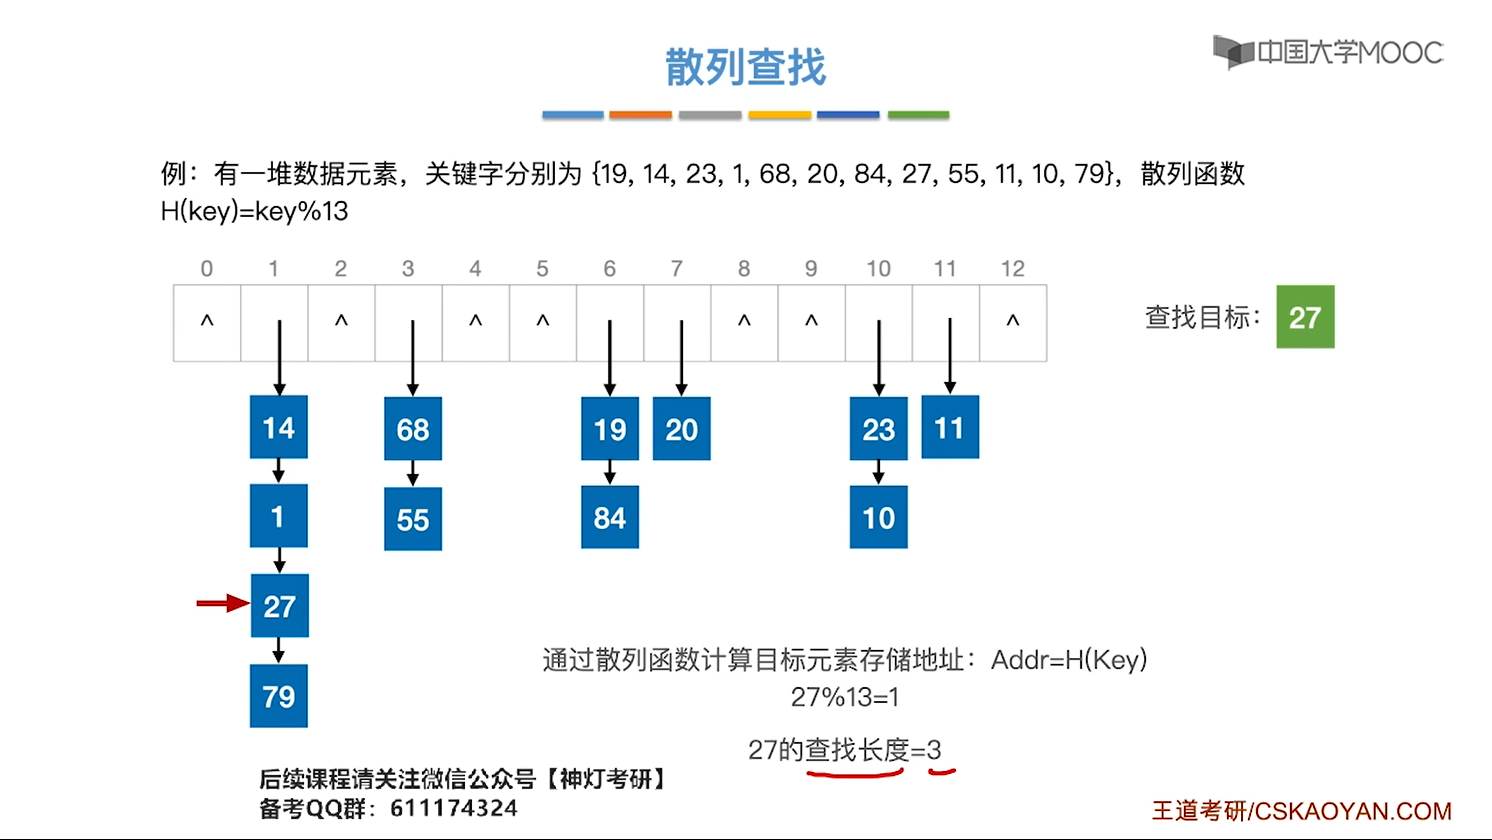 散列查找
中国大学MOOC
例：有一堆数据元素，关键字分别为 {19, 14, 23, 1, 68, 20, 84, 27, 55, 11, 10, 79}，散列函数
H(key)=key%13
0 1 2 3 4 5 6 7 8 9 10 11 12
^ ^ ^ ^ ^ ^ ^
查找目标： 27
14 68 19 20 23 11
1 55 84 10
27
79
通过散列函数计算目标元素存储地址：Addr=H(Key)
27%13=1
27的查找长度=3
后续课程请关注微信公众号【神灯考研】
备考QQ群：611174324
王道考研/CSKAOYAN.COM